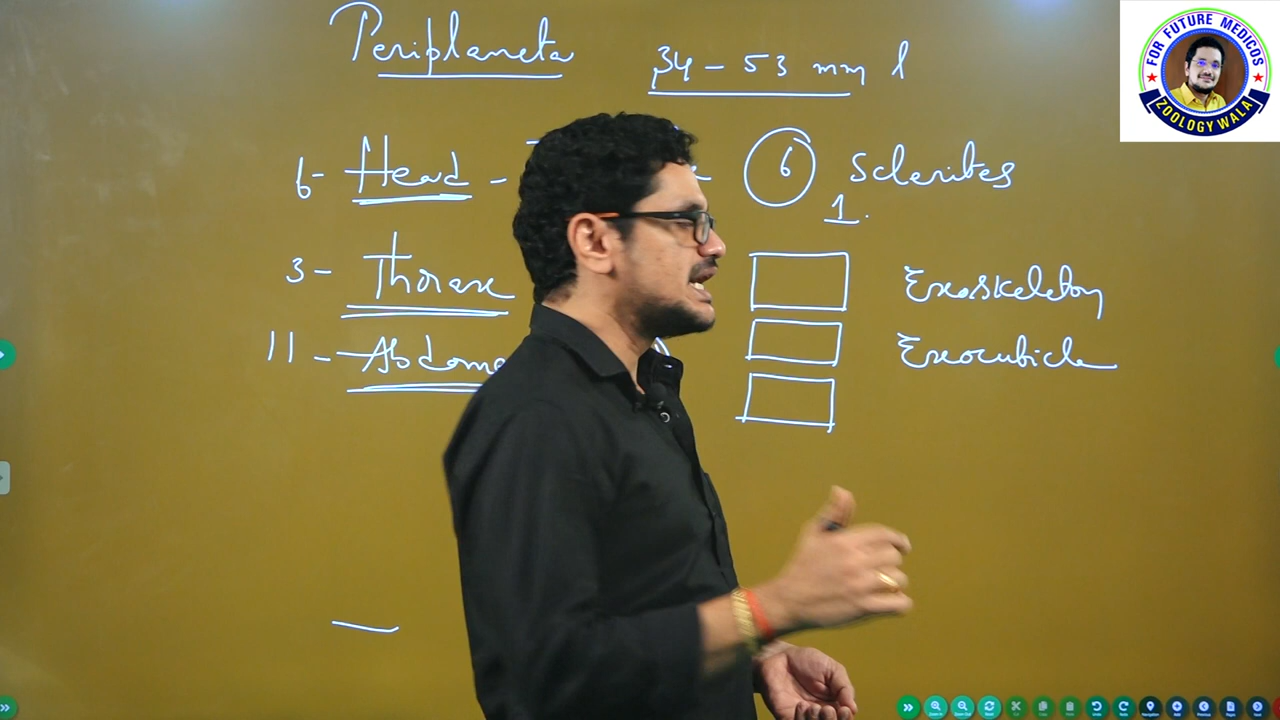 Periplaneta 34 - 53 mm l
6 - Head - 6 Sclerites
1.
3 - Thorax Exoskeleton
11 - Abdome Exocuticle
FOR FUTURE MEDICOS
ZOOLOGY WALA